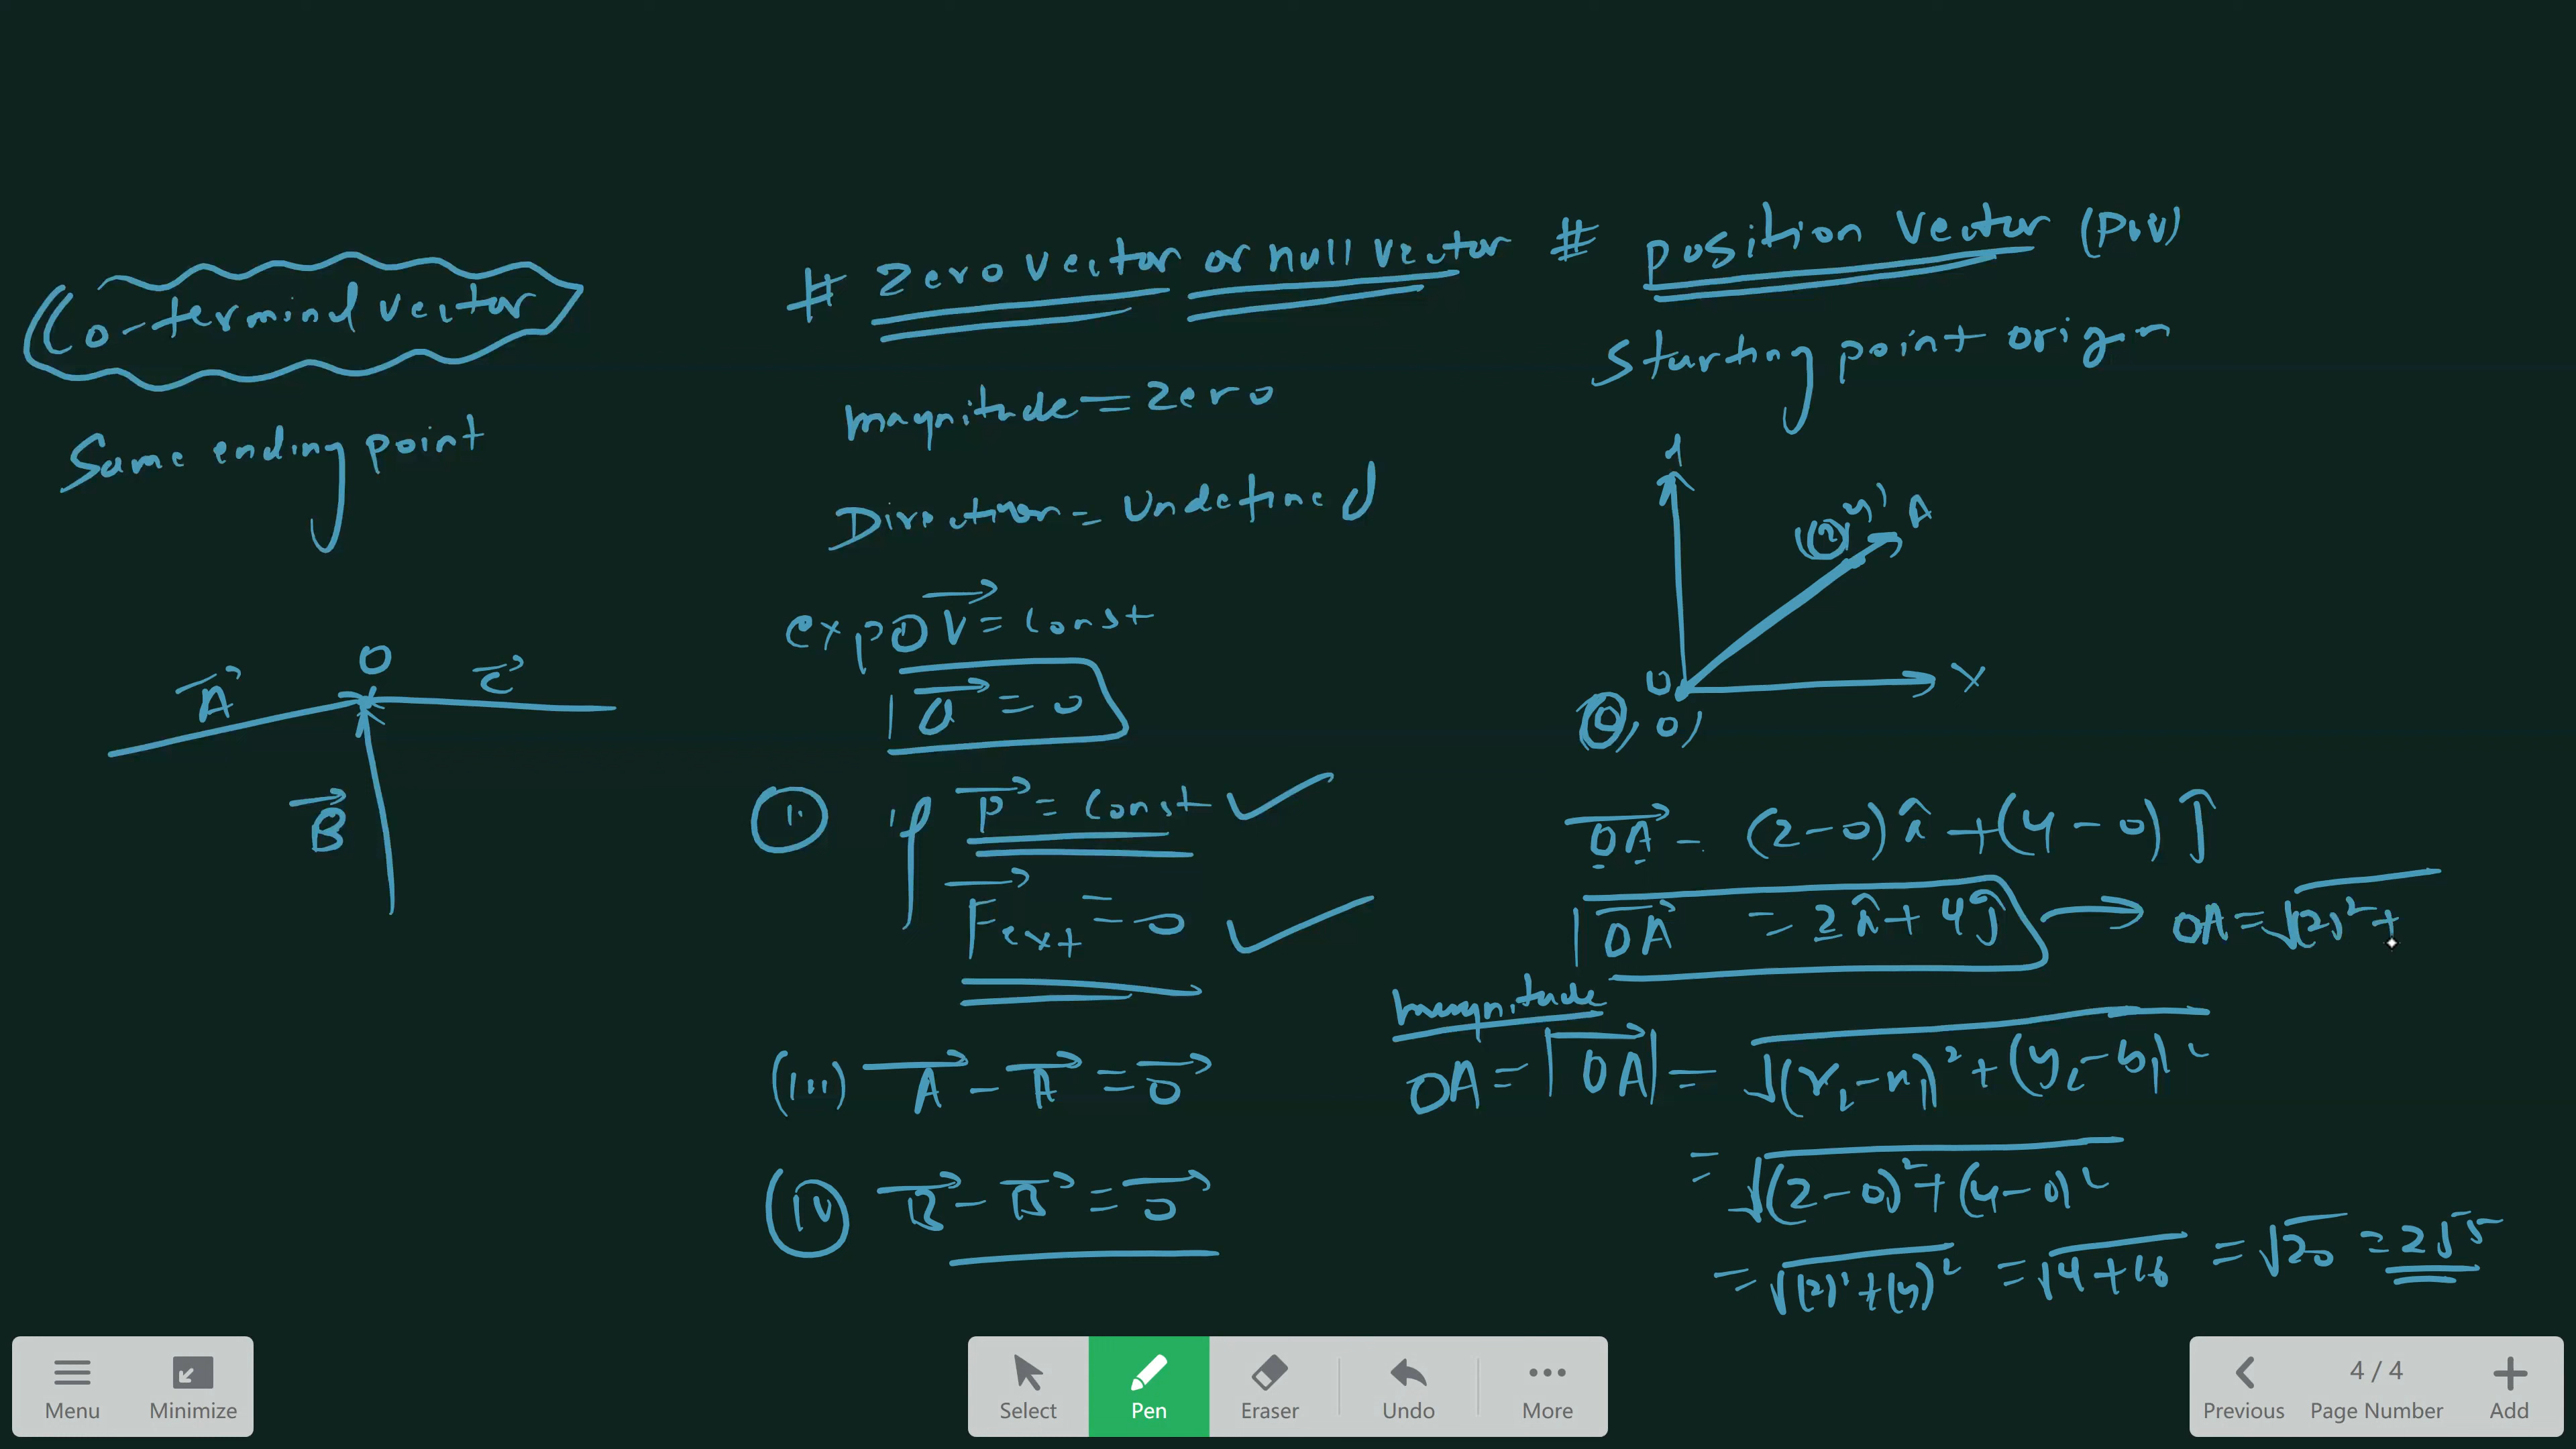 Co-terminal vector
Same ending point
O
A⃗
C⃗
B⃗
# Zero vector or null vector
magnitude = zero
Direction = undefined
exp ① V⃗ = const
a⃗ = 0
(ii) if P⃗ = const ✓
F⃗ext = 0 ✓
(iii) A⃗ - A⃗ = 0⃗
(iv) B⃗ - B⃗ = 0⃗
# position vector (P.V)
Starting point origin
(2, 4) A
O
X
(0, 0)
OA⃗ = (2-0)î + (4-0)ĵ
OA⃗ = 2î + 4ĵ → OA = √(2)² +
magnitude
OA = |OA⃗| = √(x₂-x₁)² + (y₂-y₁)²
= √(2-0)² + (4-0)²
= √(2)² + (4)² = √4+16 = √20 = 2√5
Menu
Minimize
Select
Pen
Eraser
Undo
More
Previous
4 / 4
Page Number
Add